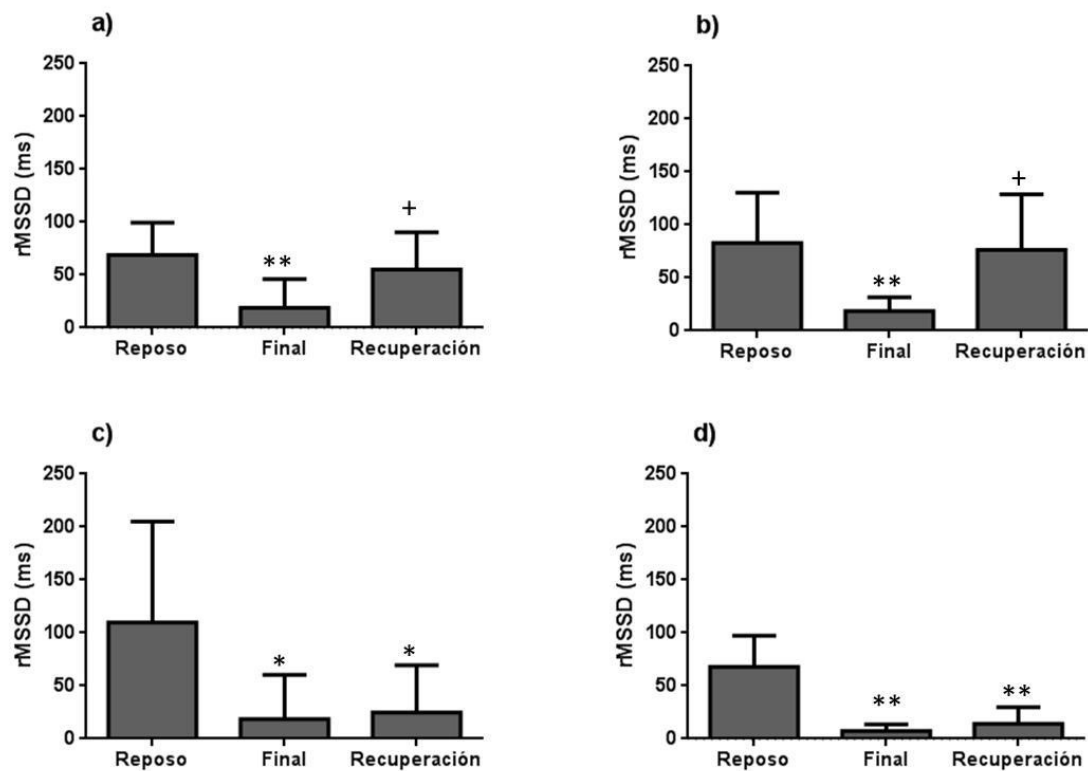 a)
rMSSD (ms)
250
200
150
100
50
0
**
+
Reposo Final Recuperación
b)
rMSSD (ms)
250
200
150
100
50
0
**
+
Reposo Final Recuperación
c)
rMSSD (ms)
250
200
150
100
50
0
*
*
Reposo Final Recuperación
d)
rMSSD (ms)
250
200
150
100
50
0
**
**
Reposo Final Recuperación